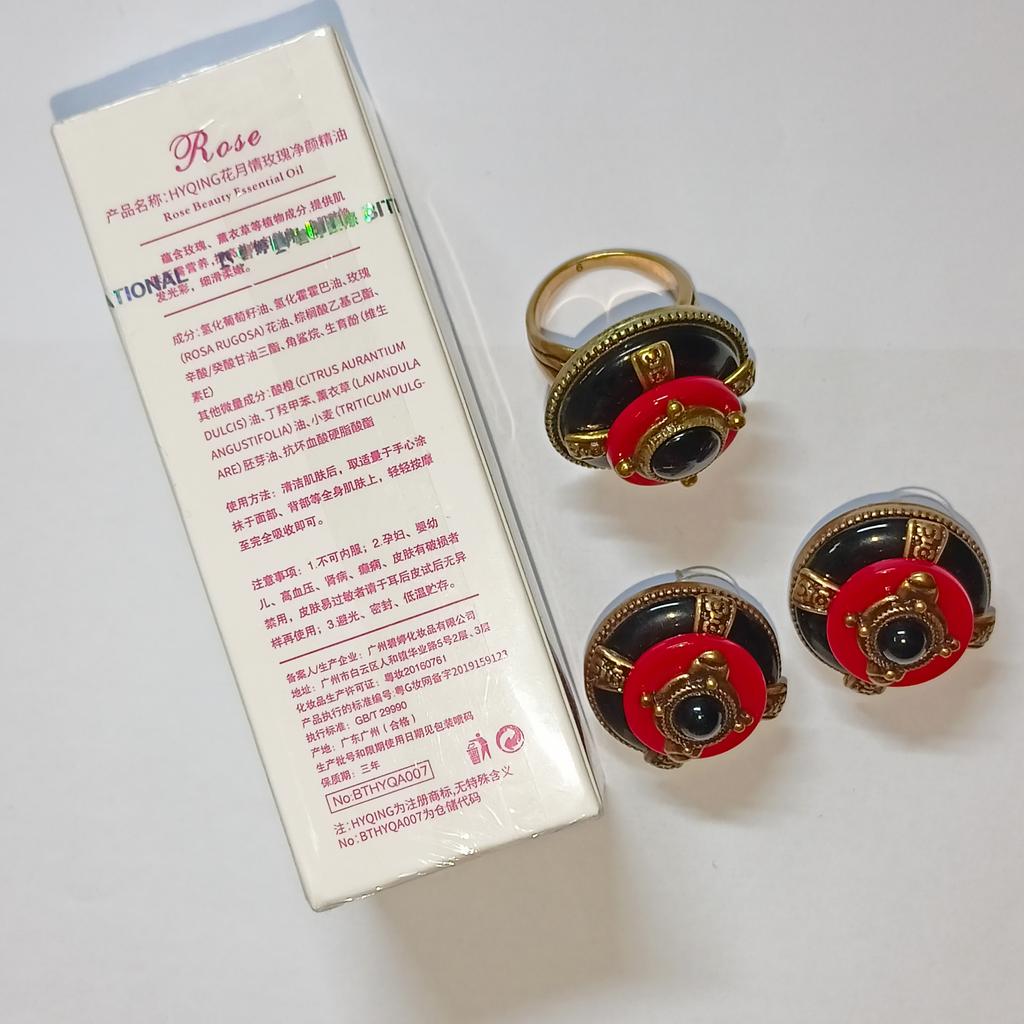 Rose
产品名称:HYQING花月情玫瑰净颜精油
Rose Beauty Essential Oil
蕴含玫瑰、薰衣草等植物成分,提供肌
营养,
发光彩,细滑柔嫩。
ATIONAL
成分:氢化葡萄籽油、氢化霍霍巴油、玫瑰
(ROSA RUGOSA)花油、棕榈酸乙基己酯、
辛酸/癸酸甘油三酯、角鲨烷、生育酚(维生
素E)
其他微量成分:酸橙(CITRUS AURANTIUM
DULCIS)油、丁羟甲苯、薰衣草(LAVANDULA
ANGUSTIFOLIA)油、小麦(TRITICUM VULG-
ARE)胚芽油、抗坏血酸硬脂酸酯
使用方法:清洁肌肤后,取适量于手心涂
抹于面部、背部等全身肌肤上,轻轻按摩
至完全吸收即可。
注意事项:1.不可内服;2.孕妇、婴幼
儿、高血压、肾病、癫痫、皮肤有破损者
禁用,皮肤易过敏者请于耳后皮试后无异
样再使用;3.避光、密封、低温贮存。
备案人/生产企业:广州碧婷化妆品有限公司
地址:广州市白云区人和镇华业路5号2层、3层
化妆品生产许可证:粤妆20160761
产品执行的标准编号:粤G妆网备字2019159123
执行标准:GB/T 29990
产地:广东广州(合格)
生产批号和限期使用日期见包装喷码
保质期:三年
No:BTHYQA007
注:HYQING为注册商标,无特殊含义
No:BTHYQA007为仓储代码
6